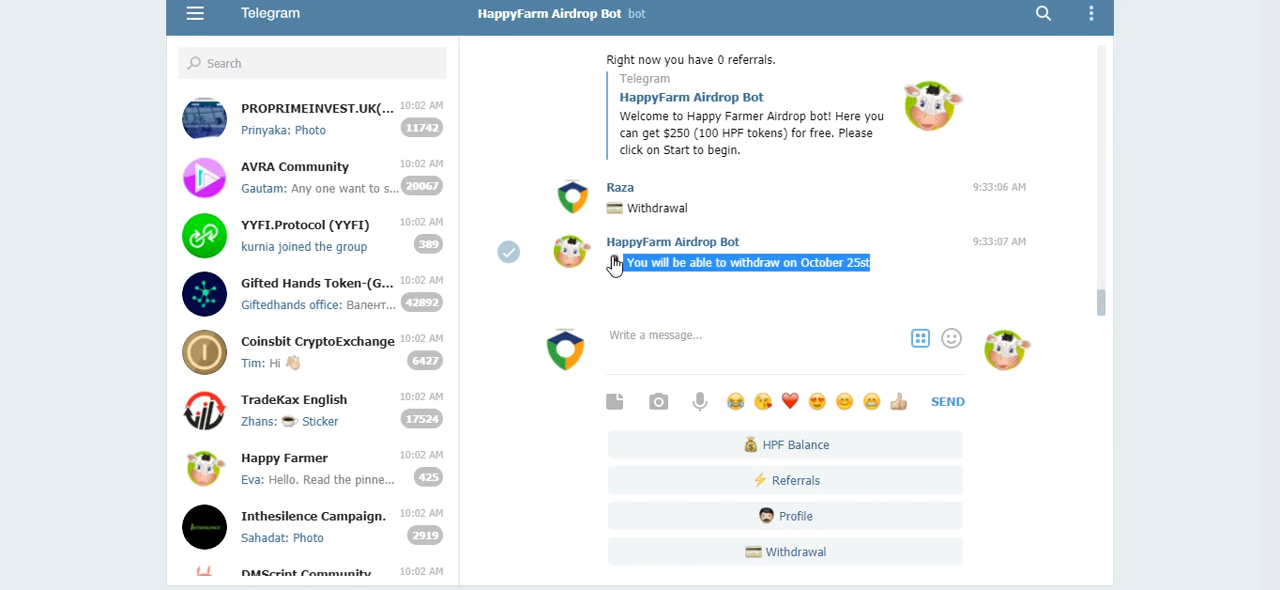 Telegram
HappyFarm Airdrop Bot bot
Search
PROPRIMEINVEST.UK(... 10:02 AM
Prinyaka: Photo 11742
AVRA Community 10:02 AM
Gautam: Any one want to s... 20067
YYFI.Protocol (YYFI) 10:02 AM
kurnia joined the group 389
Gifted Hands Token-(G... 10:02 AM
Giftedhands office: Валент... 42892
Coinsbit CryptoExchange 10:02 AM
Tim: Hi 👋🏼 6427
TradeKax English 10:02 AM
Zhans: ☕ Sticker 17524
Happy Farmer 10:02 AM
Eva: Hello. Read the pinne... 425
Inthesilence Campaign. 10:02 AM
Sahadat: Photo 2919
DMScript Community 10:02 AM
Right now you have 0 referrals.
Telegram
HappyFarm Airdrop Bot
Welcome to Happy Farmer Airdrop bot! Here you
can get $250 (100 HPF tokens) for free. Please
click on Start to begin.
Raza 9:33:06 AM
💳 Withdrawal
HappyFarm Airdrop Bot 9:33:07 AM
You will be able to withdraw on October 25st
Write a message...
😂 😘 ❤️ 😍 😊 😁 👍🏼 SEND
💰 HPF Balance
⚡ Referrals
👨🏻 Profile
💳 Withdrawal